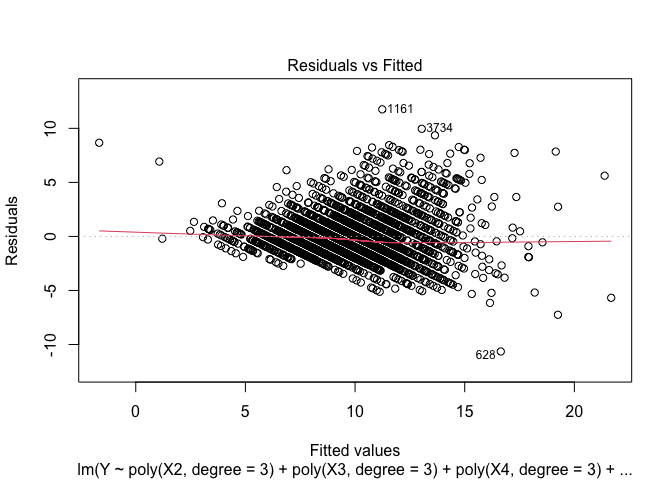 Residuals vs Fitted
1161
3734
628
Residuals
10
5
0
-5
-10
0 5 10 15 20
Fitted values
lm(Y ~ poly(X2, degree = 3) + poly(X3, degree = 3) + poly(X4, degree = 3) + ...